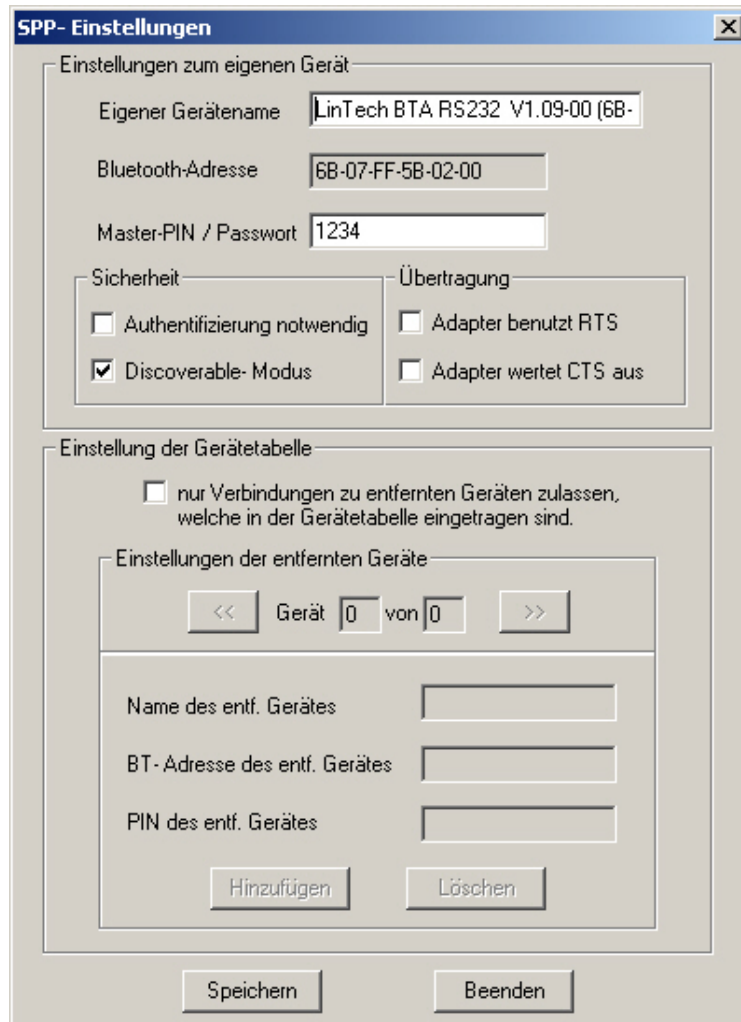 SPP- Einstellungen
Einstellungen zum eigenen Gerät
Eigener Gerätename
LinTech BTA RS232 V1.09-00 (6B-
Bluetooth-Adresse
6B-07-FF-5B-02-00
Master-PIN / Passwort
1234
Sicherheit
Authentifizierung notwendig
Discoverable- Modus
Übertragung
Adapter benutzt RTS
Adapter wertet CTS aus
Einstellung der Gerätetabelle
nur Verbindungen zu entfernten Geräten zulassen,
welche in der Gerätetabelle eingetragen sind.
Einstellungen der entfernten Geräte
<< Gerät 0 von 0 >>
Name des entf. Gerätes
BT- Adresse des entf. Gerätes
PIN des entf. Gerätes
Hinzufügen
Löschen
Speichern
Beenden